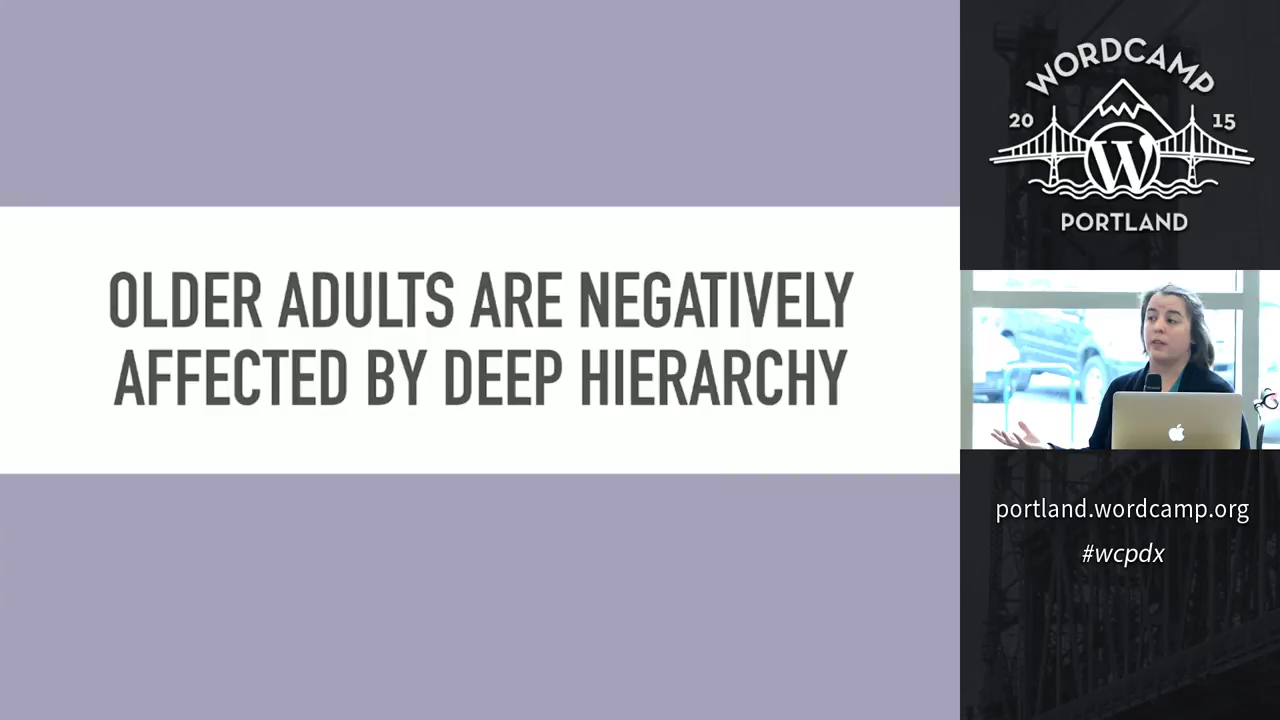 OLDER ADULTS ARE NEGATIVELY
AFFECTED BY DEEP HIERARCHY
WORDCAMP
20 15
W
PORTLAND
portland.wordcamp.org
#wcpdx